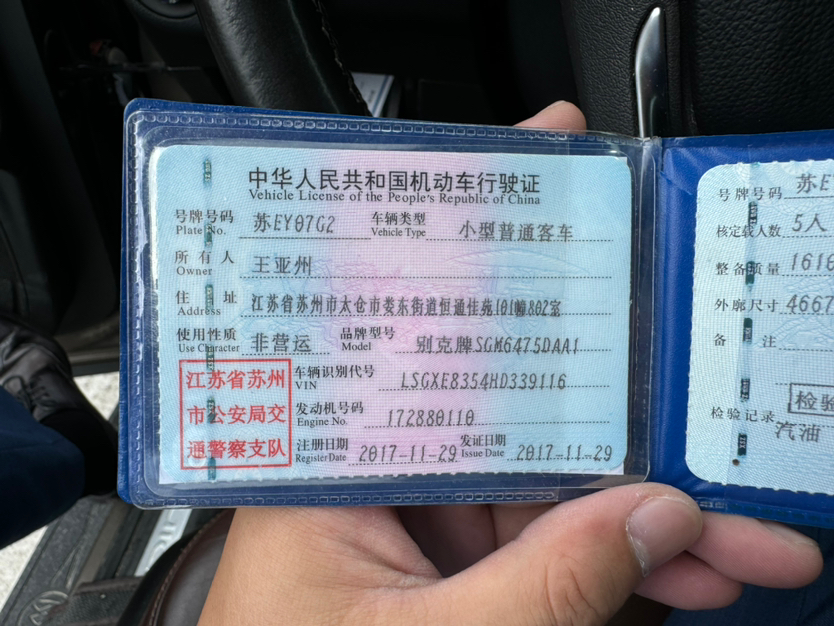 中华人民共和国机动车行驶证
Vehicle License of the People's Republic of China
号牌号码 苏EY07G2 车辆类型 小型普通客车
Plate No. Vehicle Type
所有人 王亚州
Owner
住址 江苏省苏州市太仓市娄东街道恒通佳苑101幢802室
Address
使用性质 非营运 品牌型号 别克牌SGM6475DAA1
Use Character Model
江苏省苏州
市公安局交
通警察支队
车辆识别代号 LSGXE8354HD339116
VIN
发动机号码 172880110
Engine No.
注册日期 2017-11-29 发证日期 2017-11-29
Register Date Issue Date
号牌号码 苏EY
核定载人数 5人
整备质量 1616
外廓尺寸 4667
备注
检验
检验记录
汽油